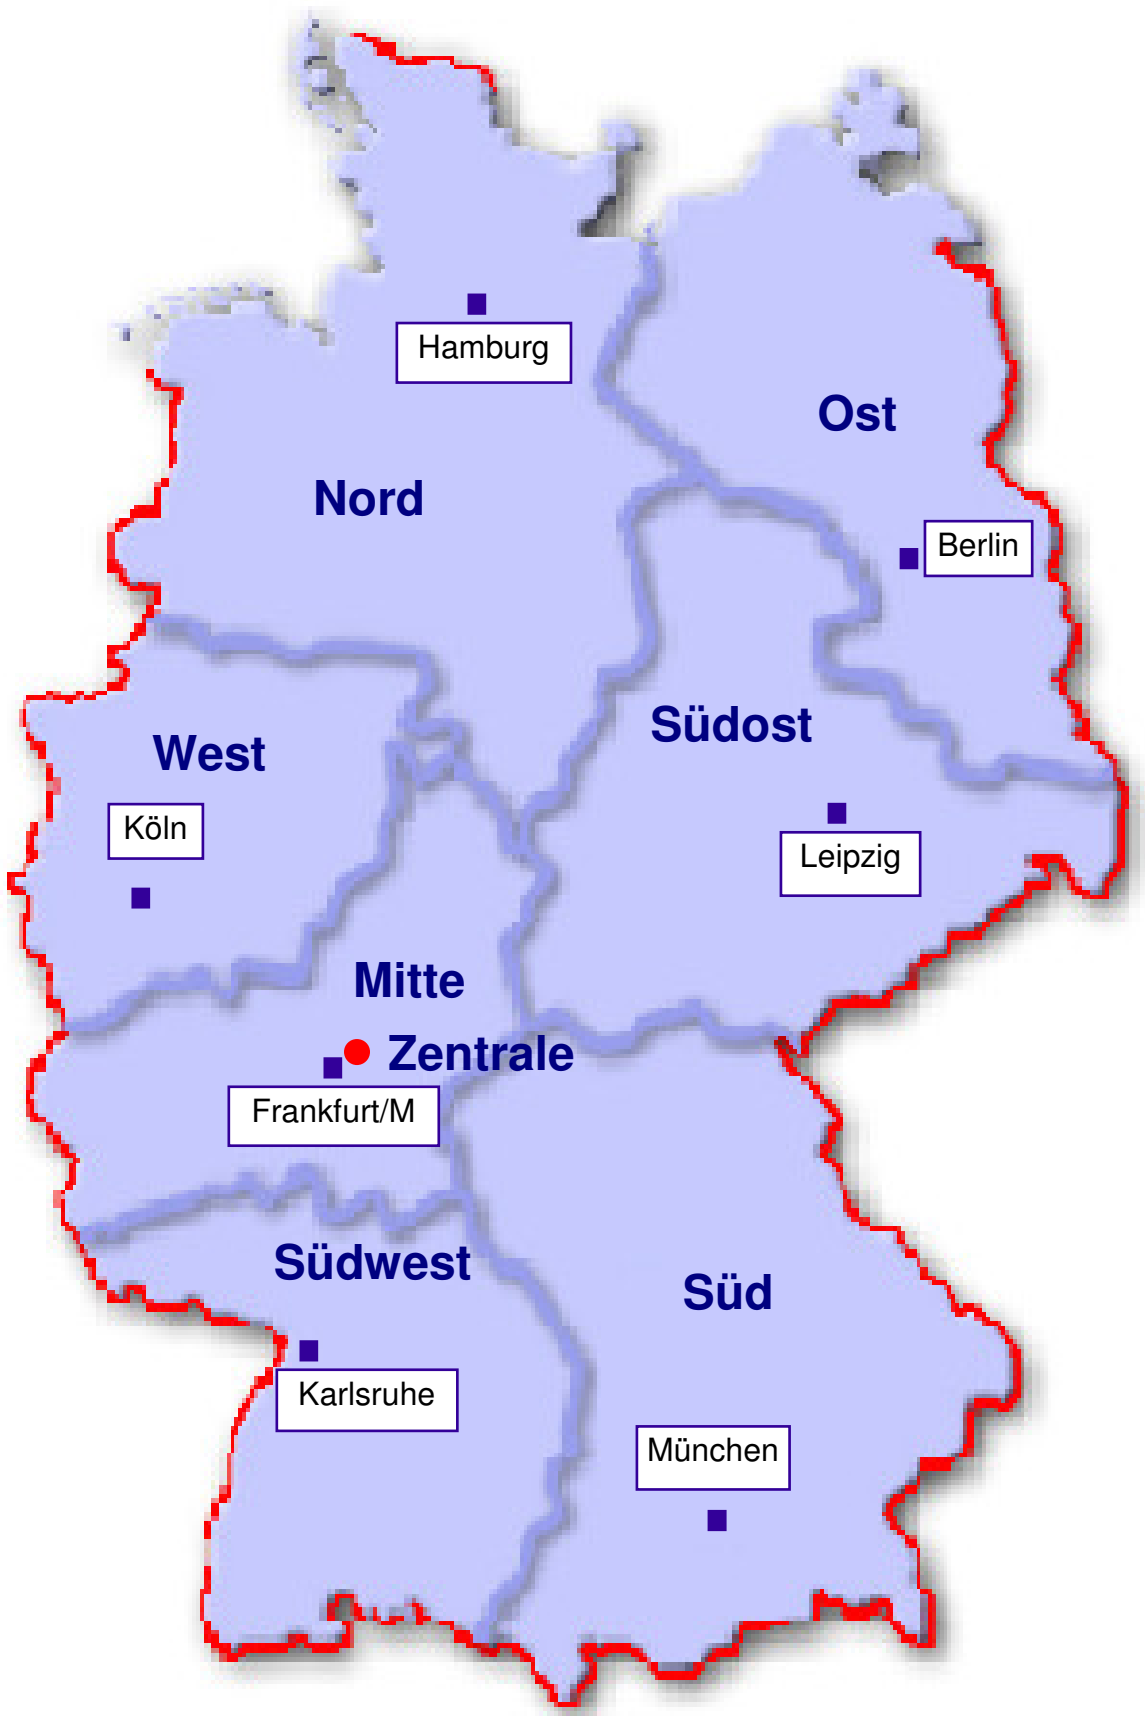 Hamburg
Ost
Nord
Berlin
Südost
West
Köln
Leipzig
Mitte
Zentrale
Frankfurt/M
Südwest
Süd
Karlsruhe
München